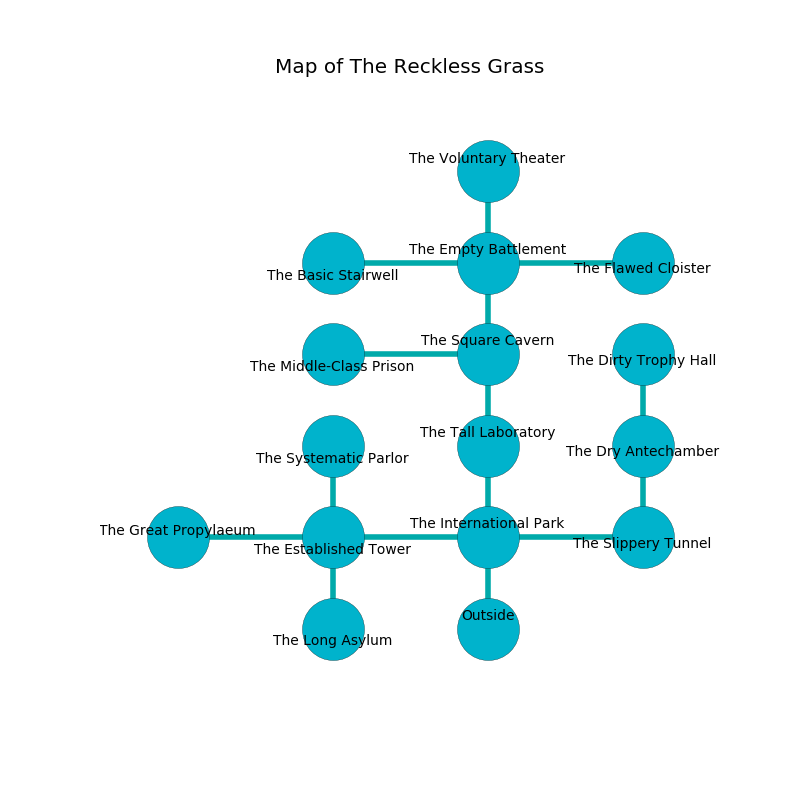 Map of The Reckless Grass
The Voluntary Theater
The Empty Battlement
The Basic Stairwell
The Flawed Cloister
The Square Cavern
The Middle-Class Prison
The Dirty Trophy Hall
The Tall Laboratory
The Systematic Parlor
The Dry Antechamber
The International Park
The Great Propylaeum
The Established Tower
The Slippery Tunnel
Outside
The Long Asylum